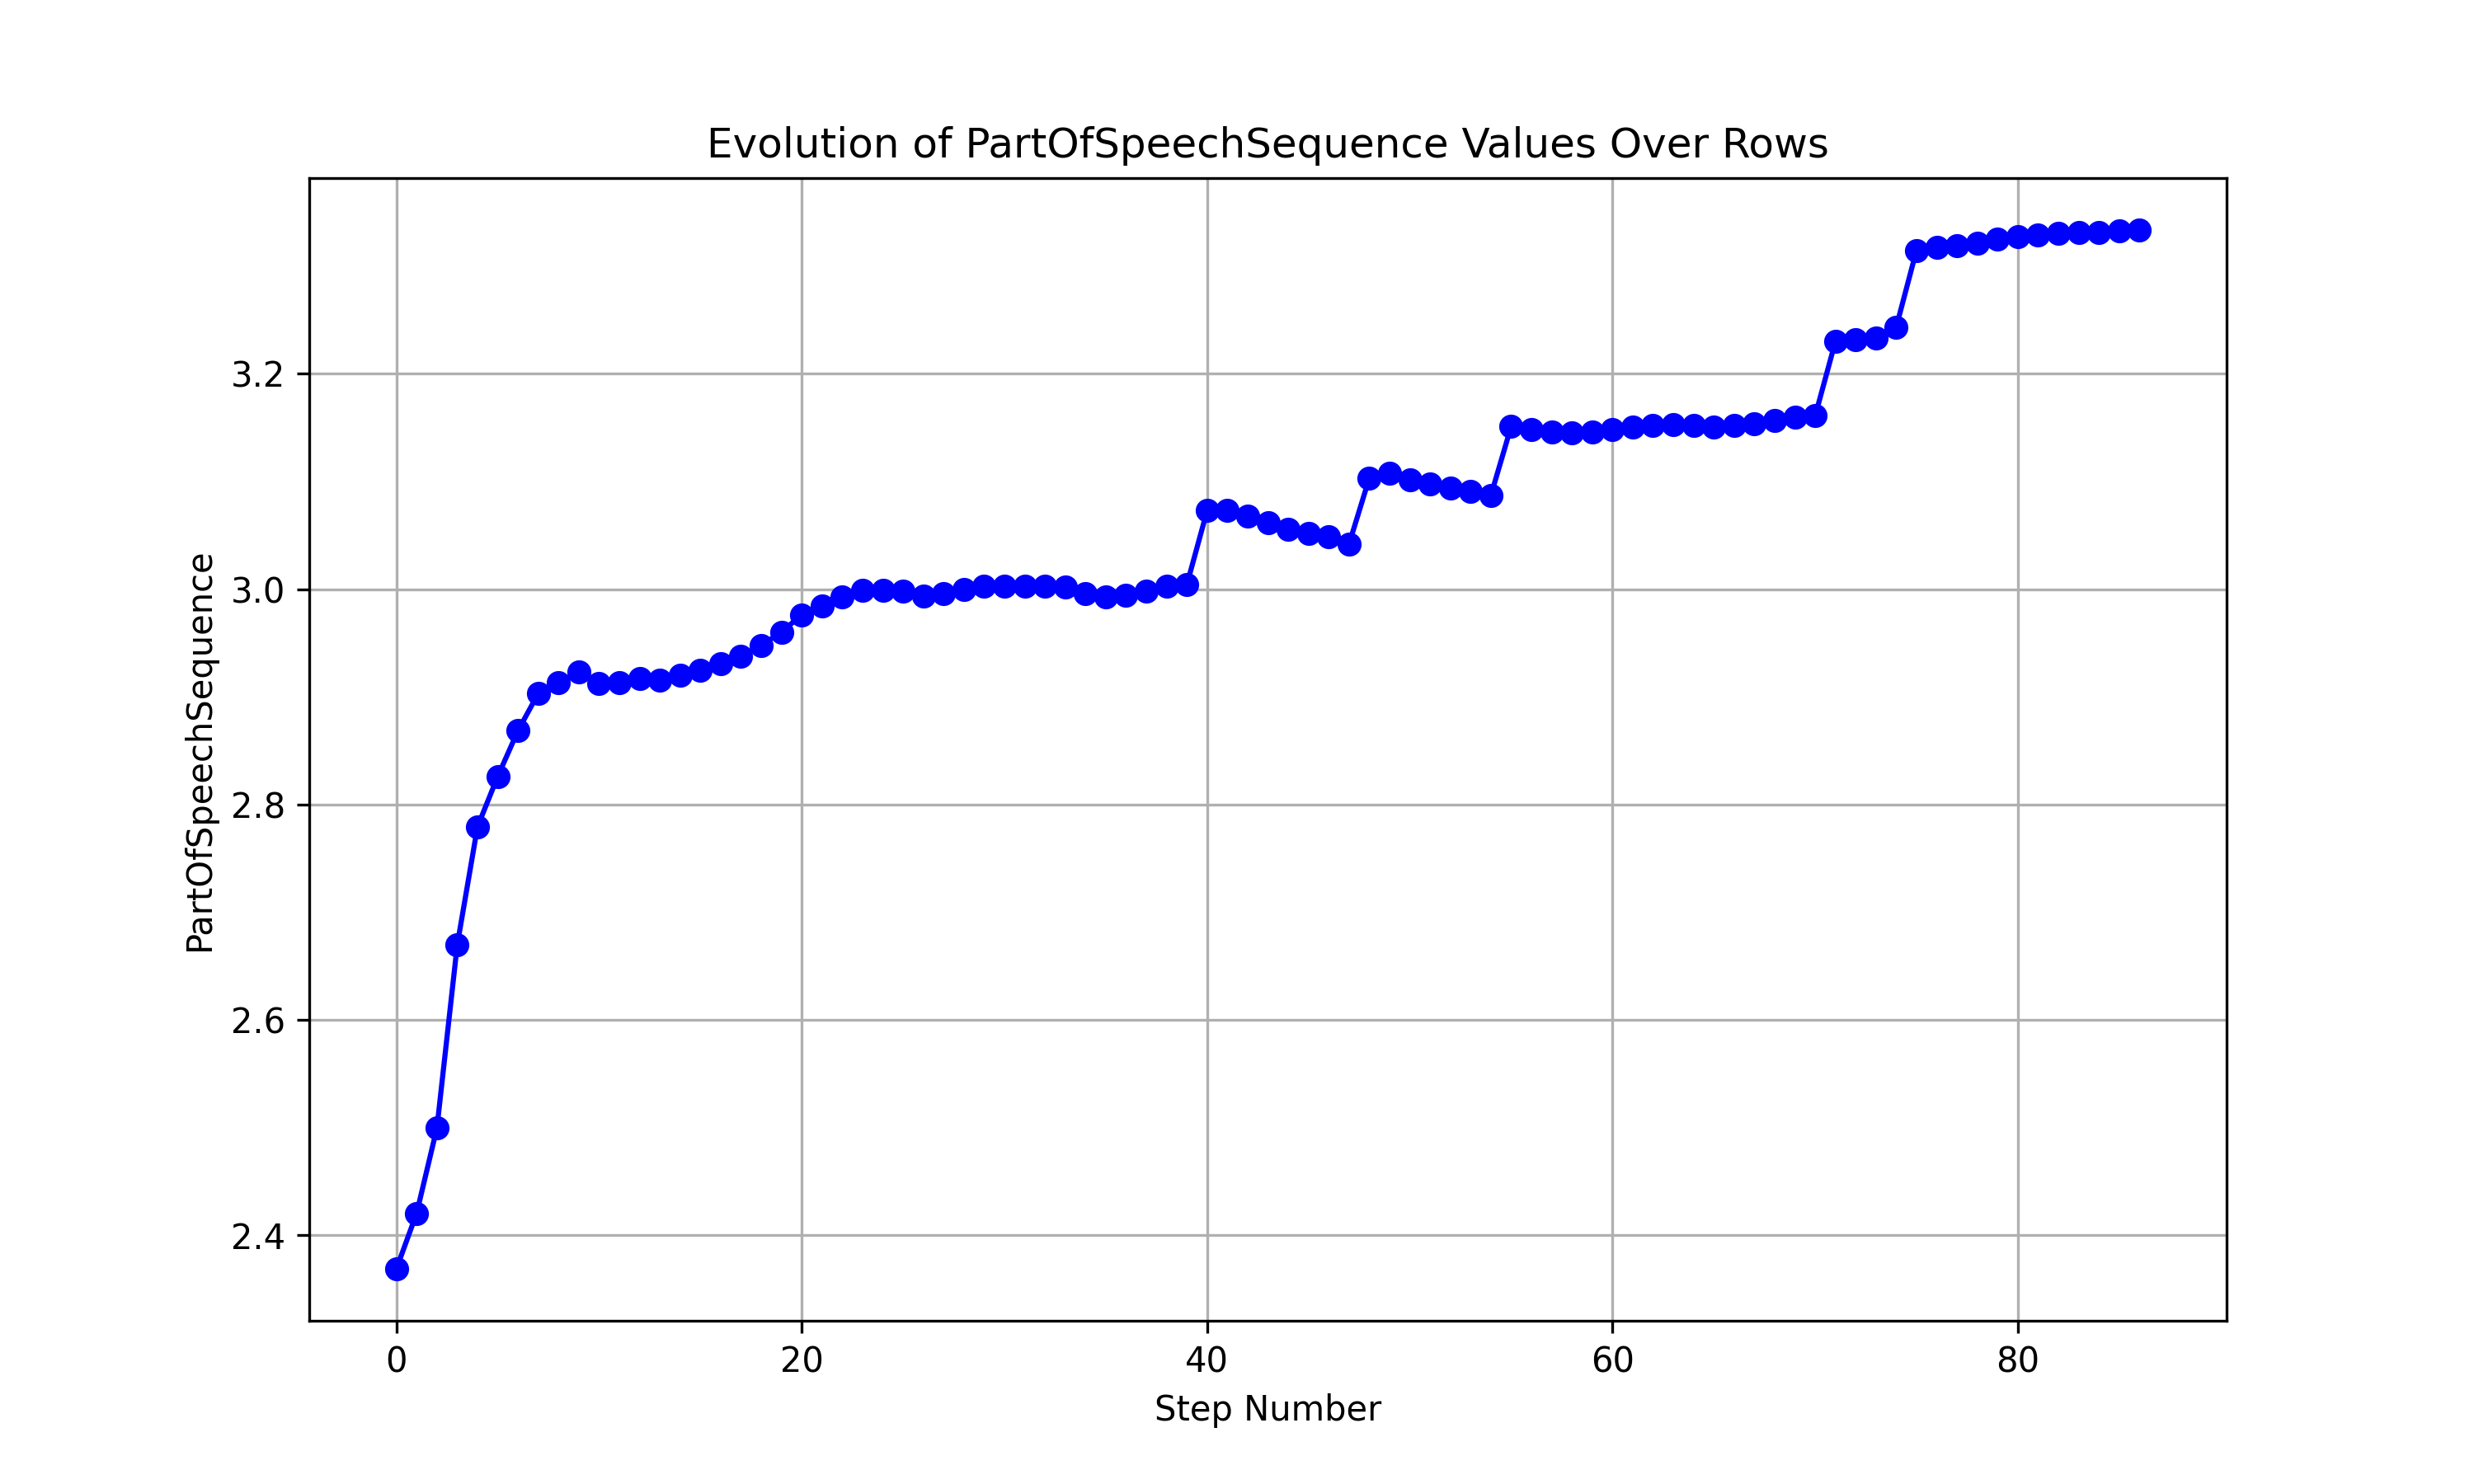 Evolution of PartOfSpeechSequence Values Over Rows
PartOfSpeechSequence
3.2
3.0
2.8
2.6
2.4
0 20 40 60 80
Step Number